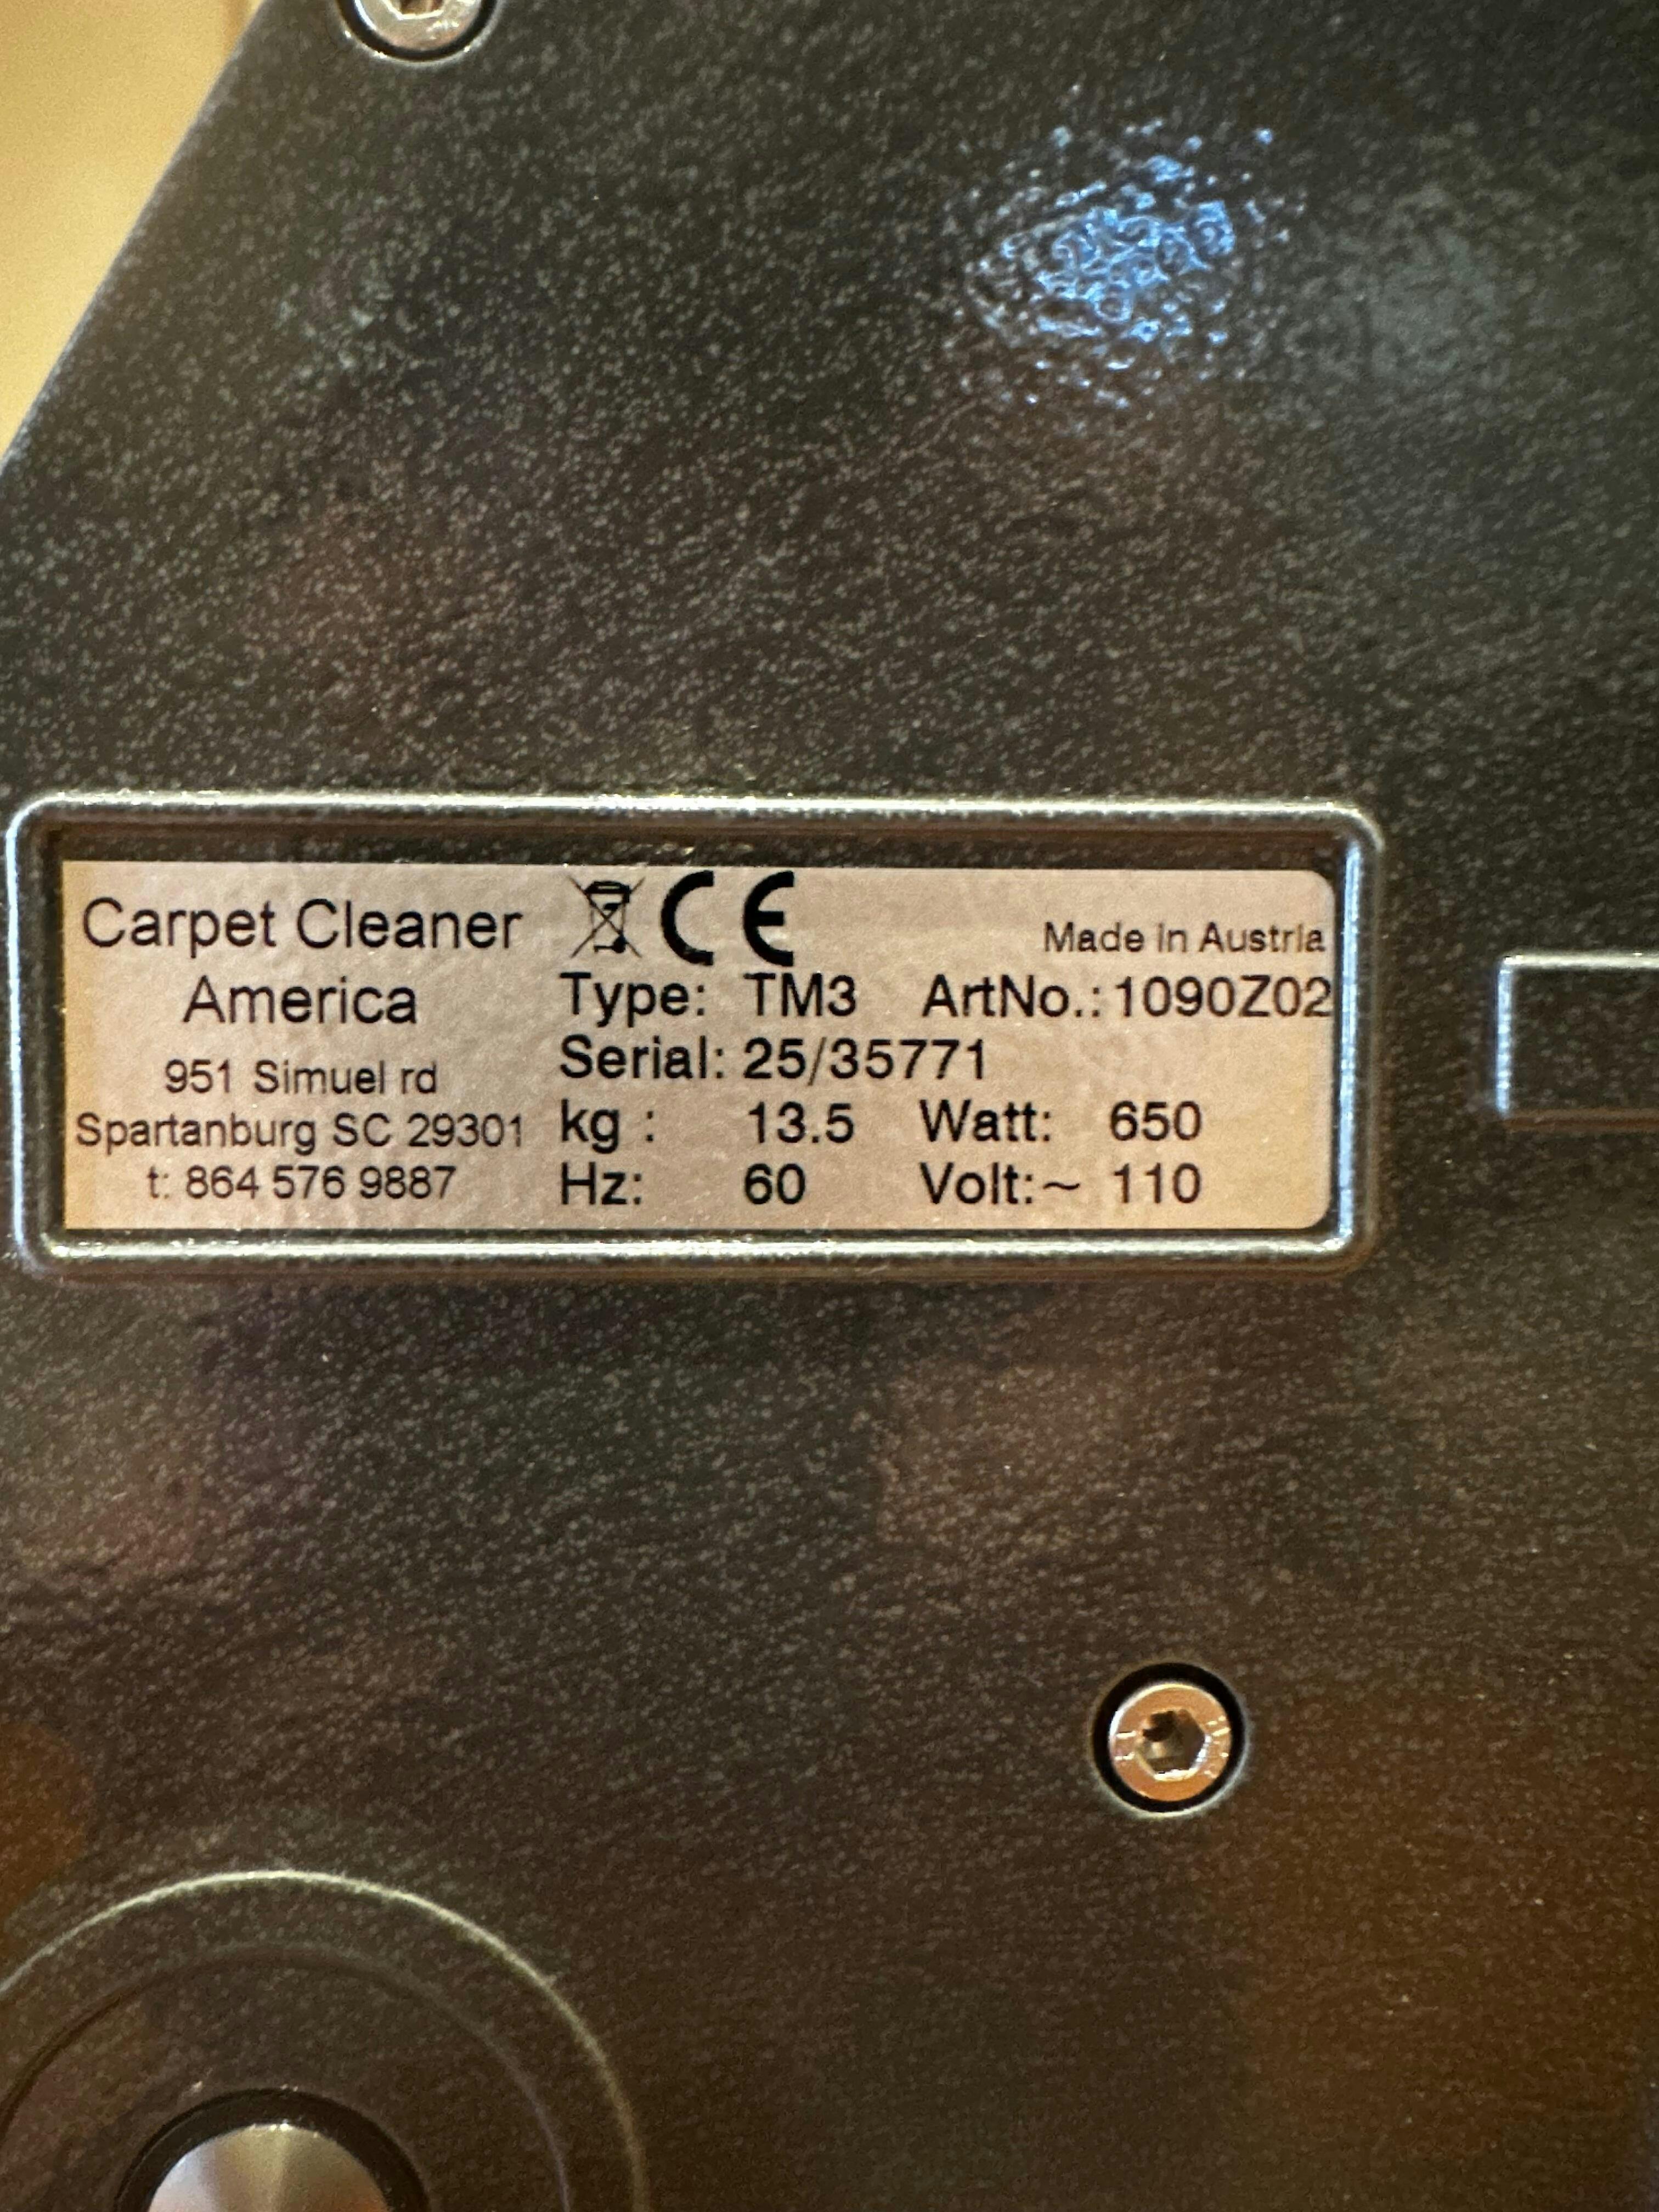 Carpet Cleaner
America
951 Simuel rd
Spartanburg SC 29301
t: 864 576 9887
CE
Made in Austria
Type: TM3 ArtNo.: 1090Z02
Serial: 25/35771
kg : 13.5 Watt: 650
Hz: 60 Volt:~ 110